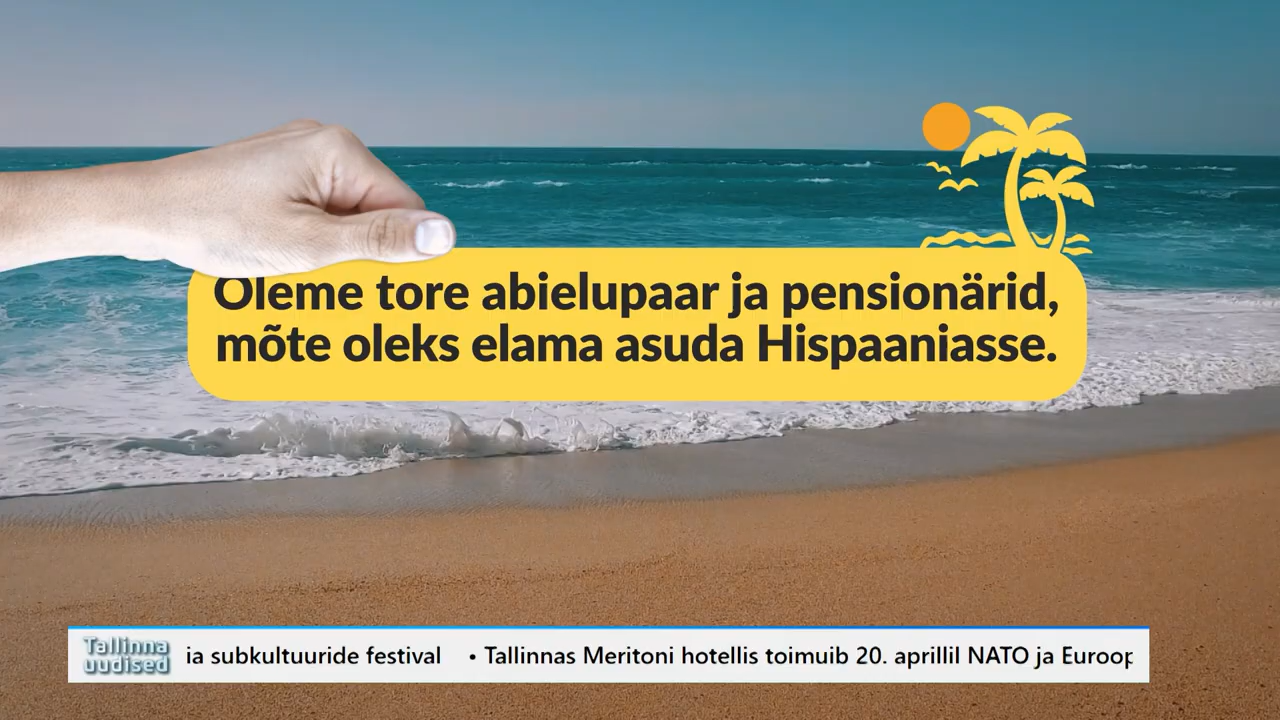 Oleme tore abielupaar ja pensionärid,
mõte oleks elama asuda Hispaaniasse.
Tallinna
uudised
ia subkultuuride festival • Tallinnas Meritoni hotellis toimuib 20. aprillil NATO ja Euroop